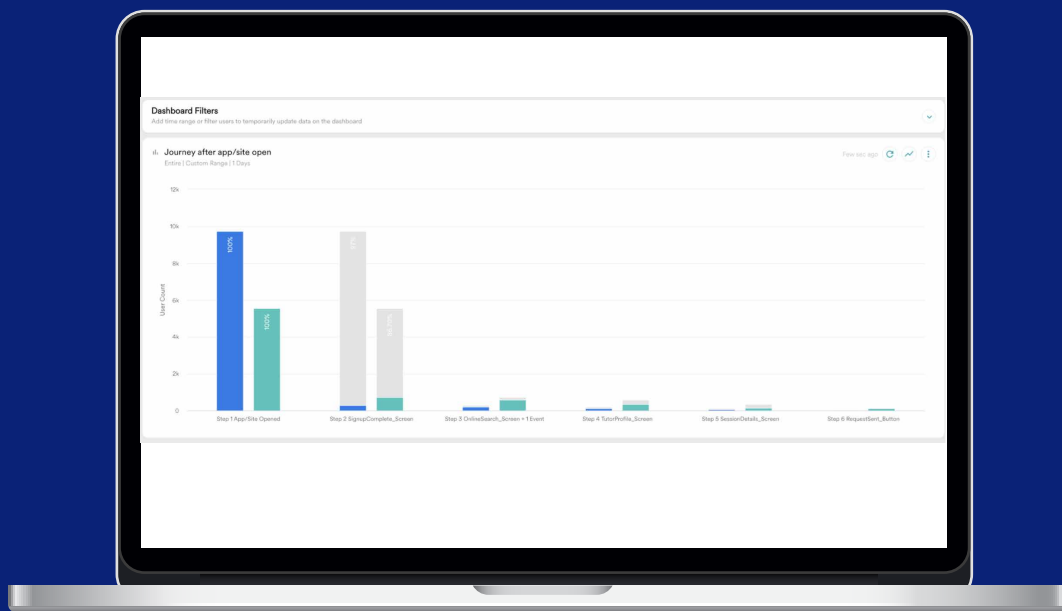 Dashboard Filters
Add time range or filter users to temporarily update data on the dashboard
Journey after app/site open
Entire | Custom Range | 1 Days
Few sec ago
12k
10k
8k
6k
4k
2k
0
User Count
100%
100%
Step 1 App/Site Opened
Step 2 SignupComplete_Screen
Step 3 OnlineSearch_Screen + 1 Event
Step 4 TutorProfile_Screen
Step 5 SessionDetails_Screen
Step 6 RequestSent_Button